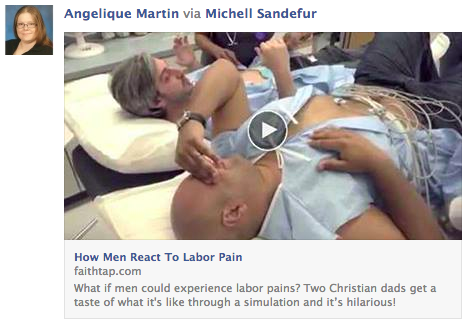 Angelique Martin via Michell Sandefur
How Men React To Labor Pain
faithtap.com
What if men could experience labor pains? Two Christian dads get a
taste of what it's like through a simulation and it's hilarious!